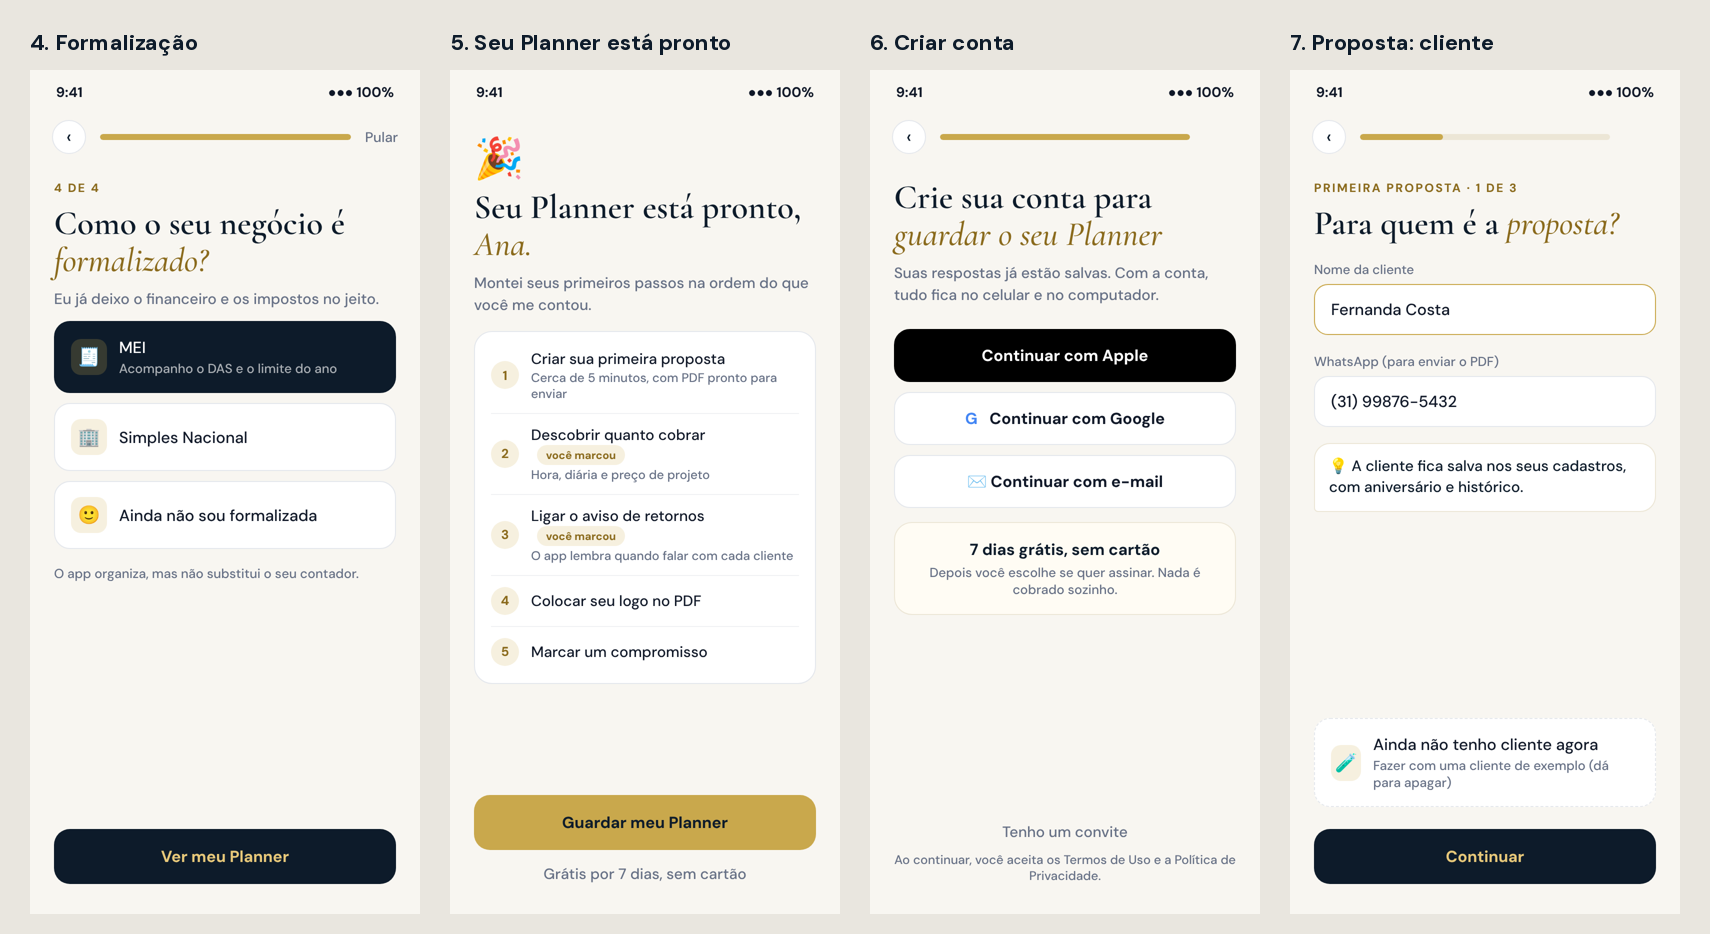 4. Formalização
9:41
●●● 100%
‹
Pular
4 DE 4
Como o seu negócio é
formalizado?
Eu já deixo o financeiro e os impostos no jeito.
MEI
Acompanho o DAS e o limite do ano
Simples Nacional
Ainda não sou formalizada
O app organiza, mas não substitui o seu contador.
Ver meu Planner
5. Seu Planner está pronto
9:41
●●● 100%
Seu Planner está pronto,
Ana.
Montei seus primeiros passos na ordem do que
você me contou.
1
Criar sua primeira proposta
Cerca de 5 minutos, com PDF pronto para
enviar
2
Descobrir quanto cobrar
você marcou
Hora, diária e preço de projeto
3
Ligar o aviso de retornos
você marcou
O app lembra quando falar com cada cliente
4
Colocar seu logo no PDF
5
Marcar um compromisso
Guardar meu Planner
Grátis por 7 dias, sem cartão
6. Criar conta
9:41
●●● 100%
‹
Crie sua conta para
guardar o seu Planner
Suas respostas já estão salvas. Com a conta,
tudo fica no celular e no computador.
Continuar com Apple
G Continuar com Google
Continuar com e-mail
7 dias grátis, sem cartão
Depois você escolhe se quer assinar. Nada é
cobrado sozinho.
Tenho um convite
Ao continuar, você aceita os Termos de Uso e a Política de
Privacidade.
7. Proposta: cliente
9:41
●●● 100%
‹
PRIMEIRA PROPOSTA · 1 DE 3
Para quem é a proposta?
Nome da cliente
Fernanda Costa
WhatsApp (para enviar o PDF)
(31) 99876-5432
A cliente fica salva nos seus cadastros,
com aniversário e histórico.
Ainda não tenho cliente agora
Fazer com uma cliente de exemplo (dá
para apagar)
Continuar